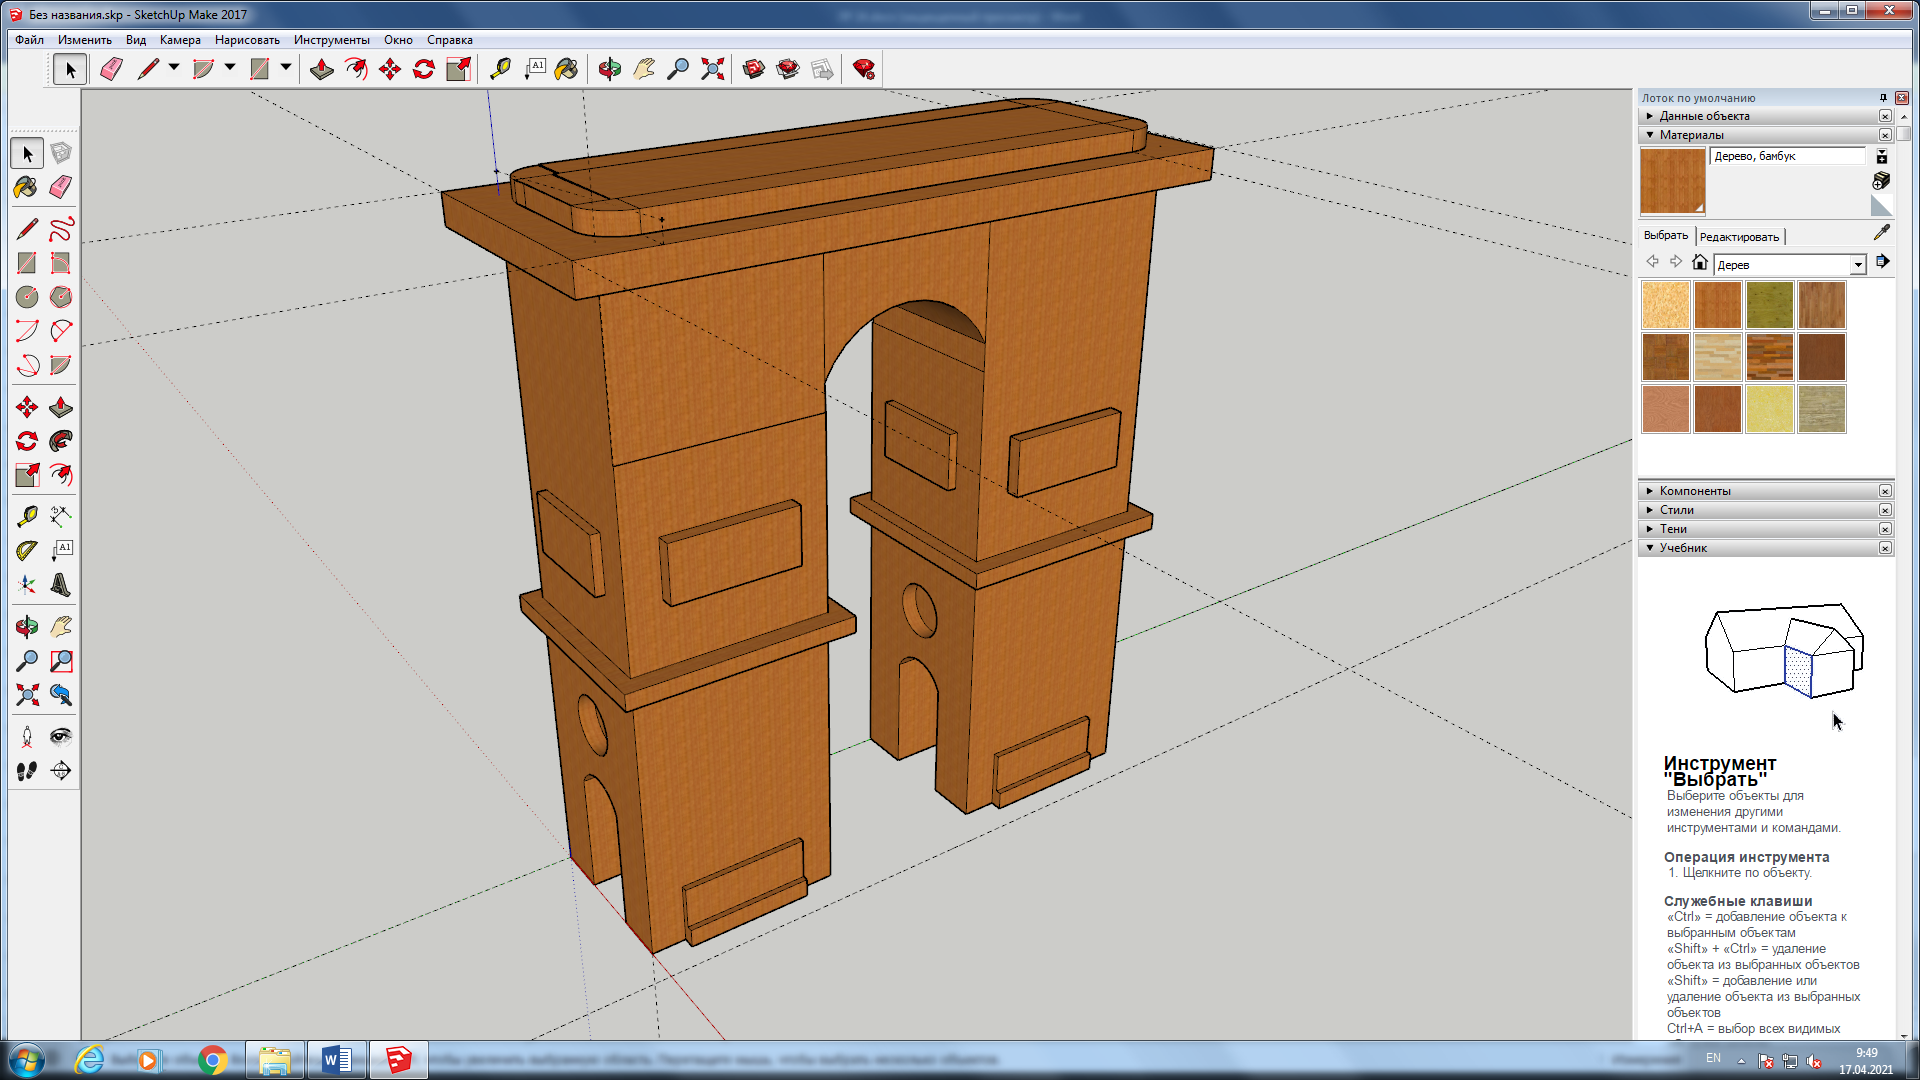 Без названия.skp - SketchUp Make 2017
Файл Изменить Вид Камера Нарисовать Инструменты Окно Справка
A1
Лоток по умолчанию
Данные объекта
Материалы
Дерево, бамбук
Выбрать Редактировать
Дерев
Компоненты
Стили
Тени
Учебник
A1
Инструмент
"Выбрать"
Выберите объекты для
изменения другими
инструментами и командами.
Операция инструмента
1. Щелкните по объекту.
Служебные клавиши
«Ctrl» = добавление объекта к
выбранным объектам
«Shift» + «Ctrl» = удаление
объекта из выбранных объектов
«Shift» = добавление или
удаление объекта из выбранных
объектов
Ctrl+A = выбор всех видимых
EN
9:49
17.04.2021